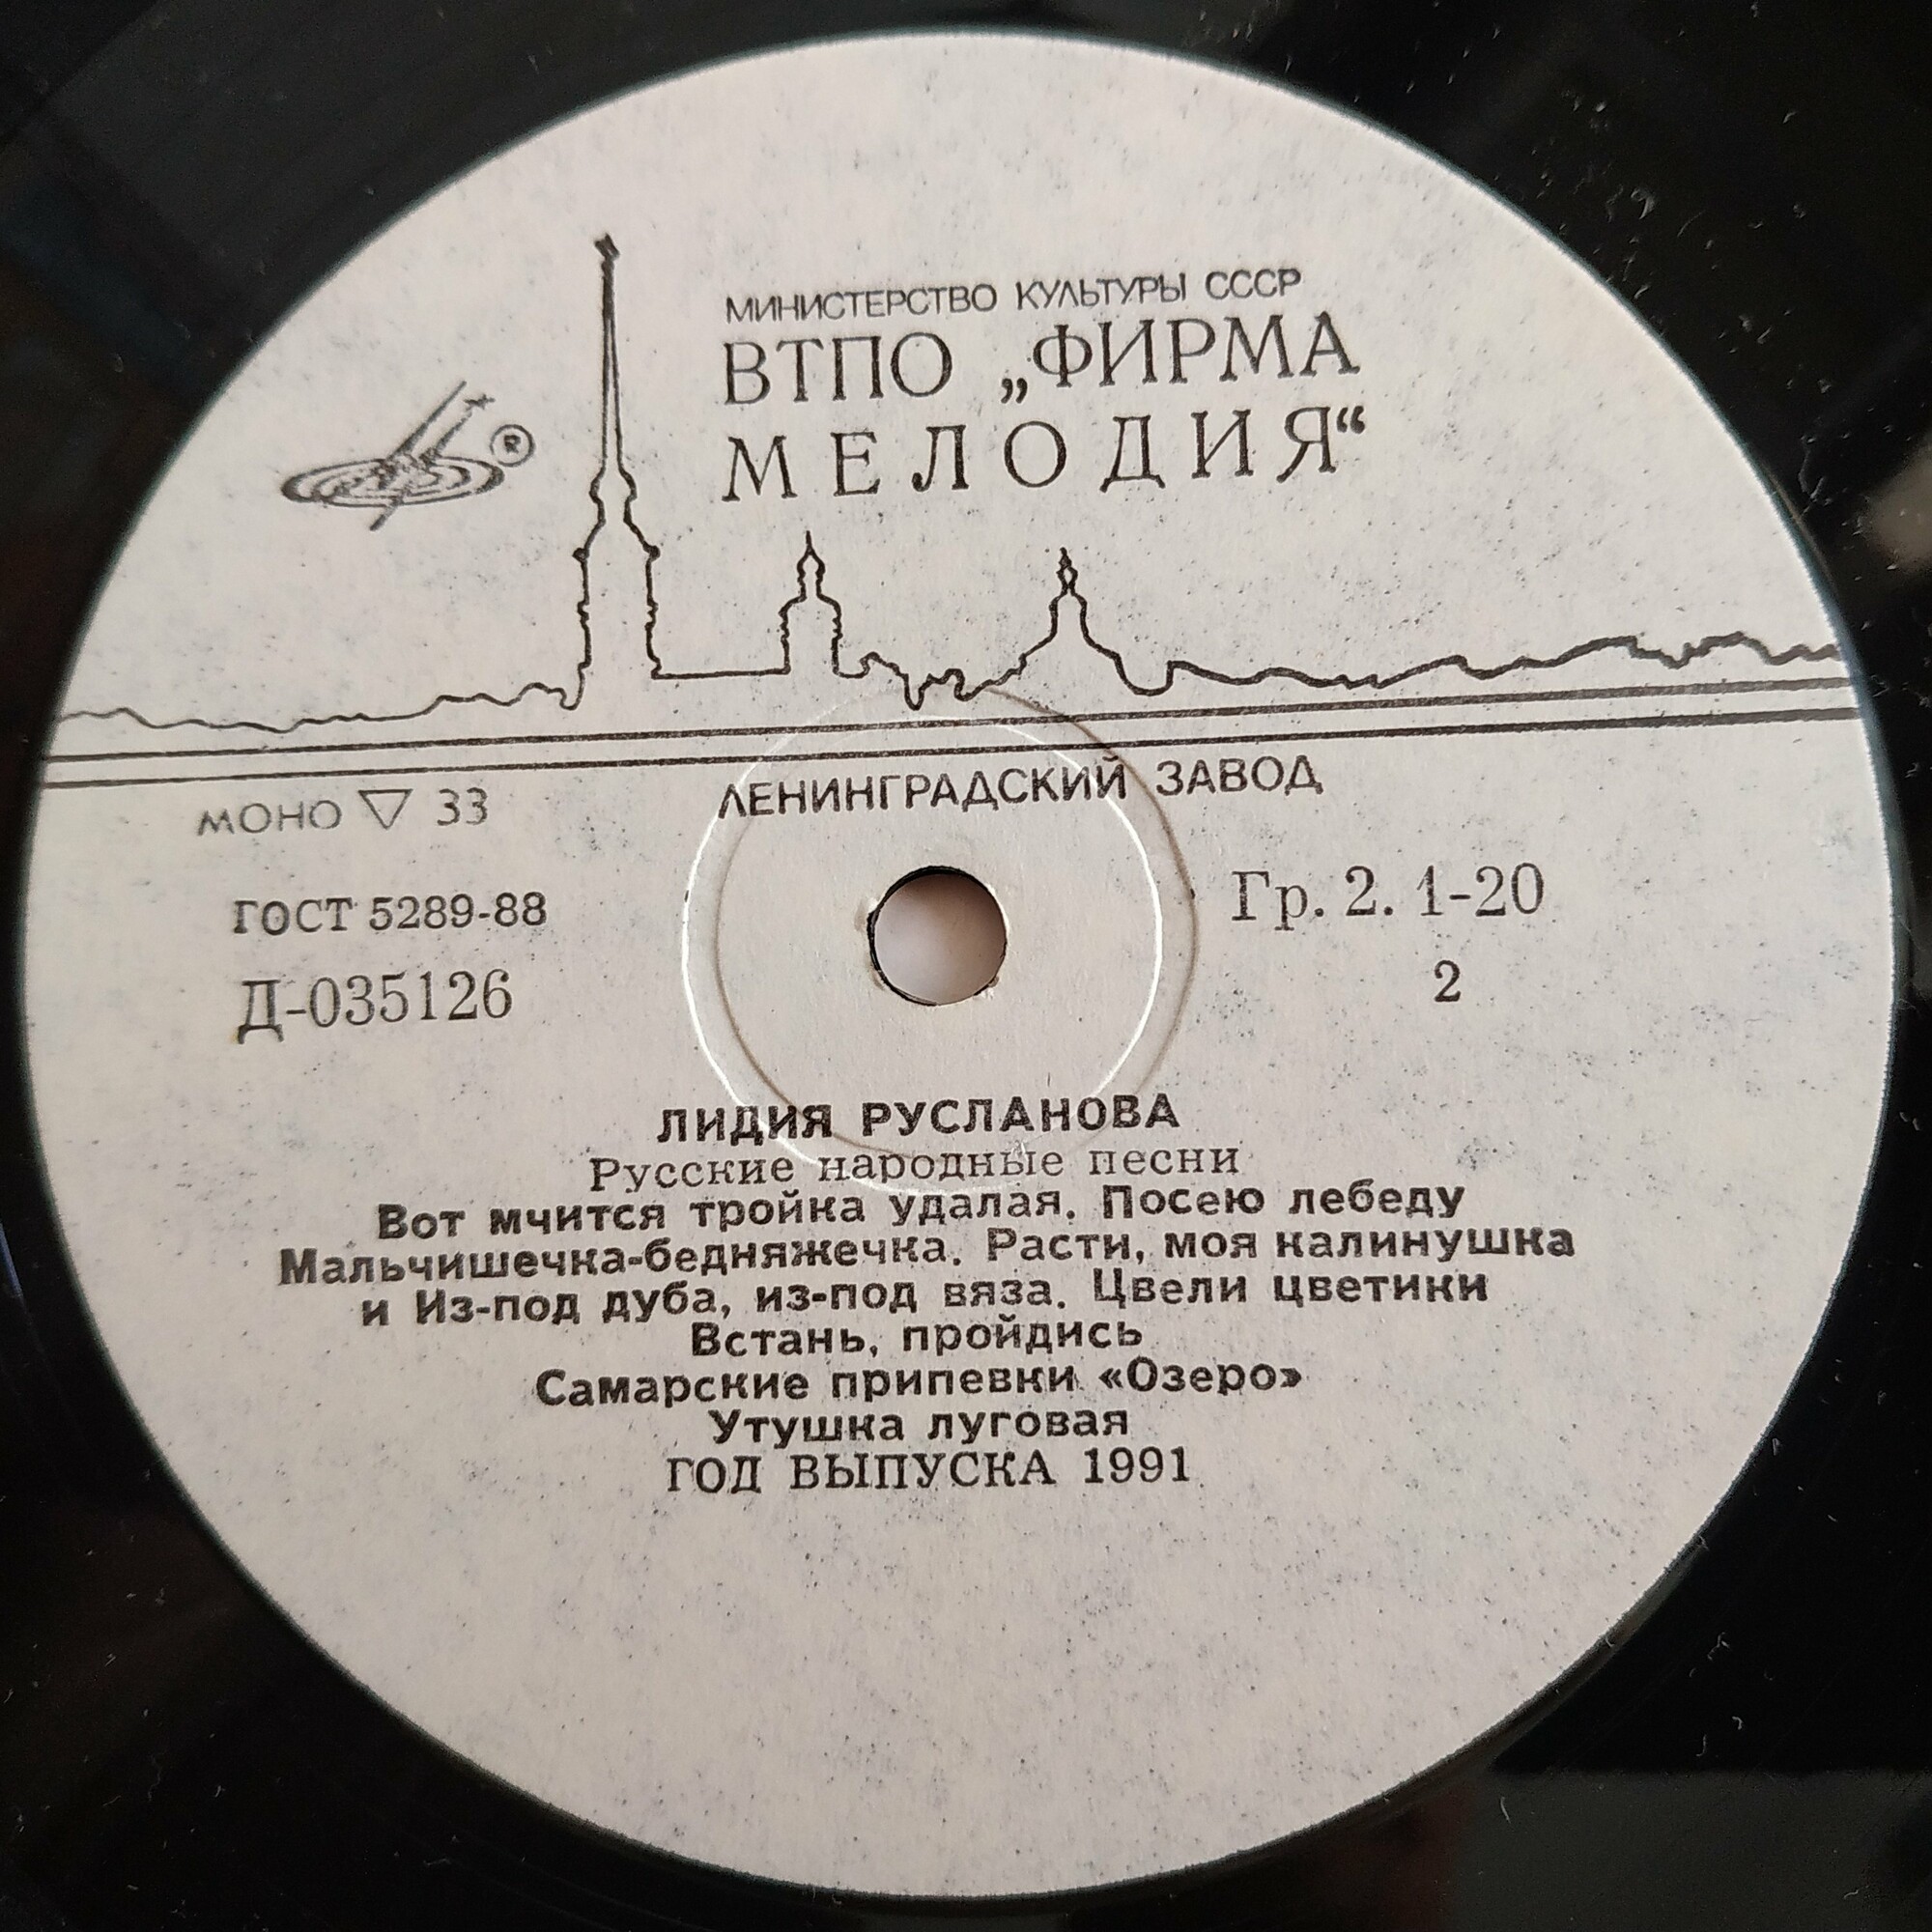 МИНИСТЕРСТВО КУЛЬТУРЫ СССР
ВТПО „ФИРМА
МЕЛОДИЯ“
®
ЛЕНИНГРАДСКИЙ ЗАВОД
МОНО ▽ 33
ГОСТ 5289-88
Гр. 2. 1-20
Д-035126
2
ЛИДИЯ РУСЛАНОВА
Русские народные песни
Вот мчится тройка удалая. Посею лебеду
Мальчишечка-бедняжечка. Расти, моя калинушка
и Из-под дуба, из-под вяза. Цвели цветики
Встань, пройдись
Самарские припевки «Озеро»
Утушка луговая
ГОД ВЫПУСКА 1991